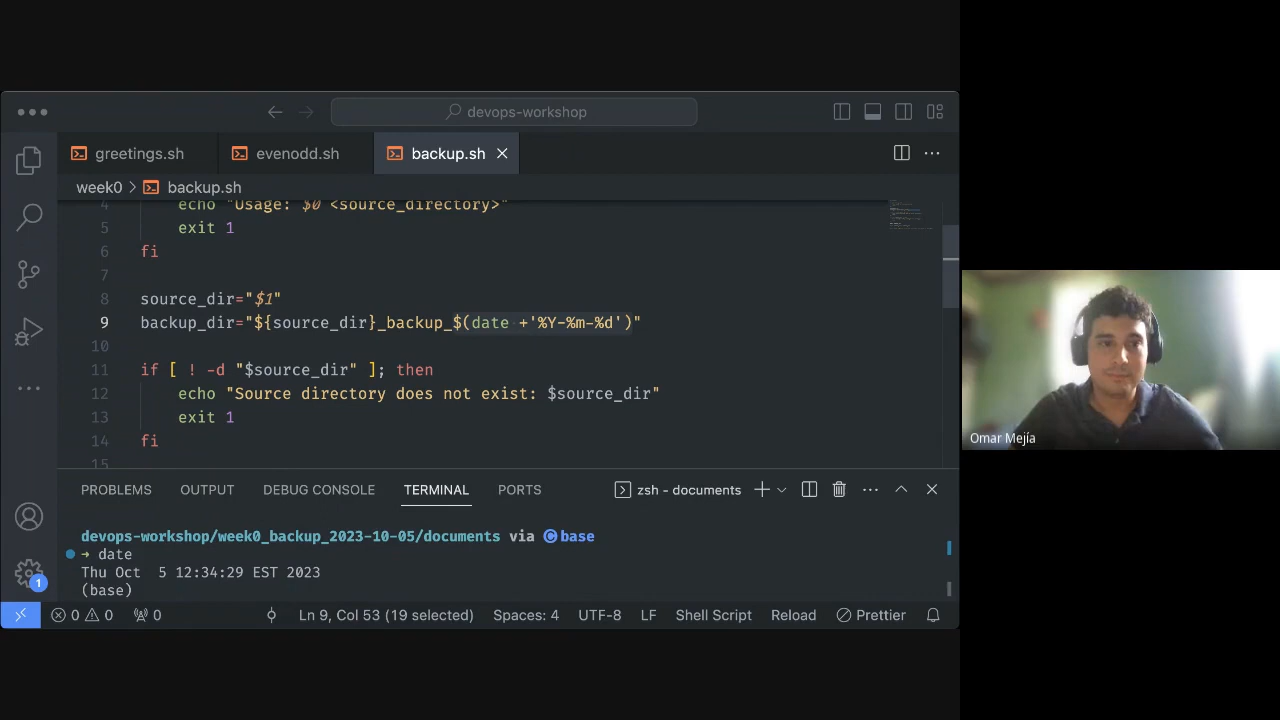 devops-workshop
greetings.sh evenodd.sh backup.sh
week0 > backup.sh
4 echo "Usage: $0 <source_directory>"
5 exit 1
6 fi
7
8 source_dir="$1"
9 backup_dir="${source_dir}_backup_$(date +'%Y-%m-%d')"
10
11 if [ ! -d "$source_dir" ]; then
12 echo "Source directory does not exist: $source_dir"
13 exit 1
14 fi
15
PROBLEMS OUTPUT DEBUG CONSOLE TERMINAL PORTS zsh - documents
devops-workshop/week0_backup_2023-10-05/documents via base
→ date
Thu Oct  5 12:34:29 EST 2023
(base)
1
0 0 0 Ln 9, Col 53 (19 selected) Spaces: 4 UTF-8 LF Shell Script Reload Prettier
Omar Mejía